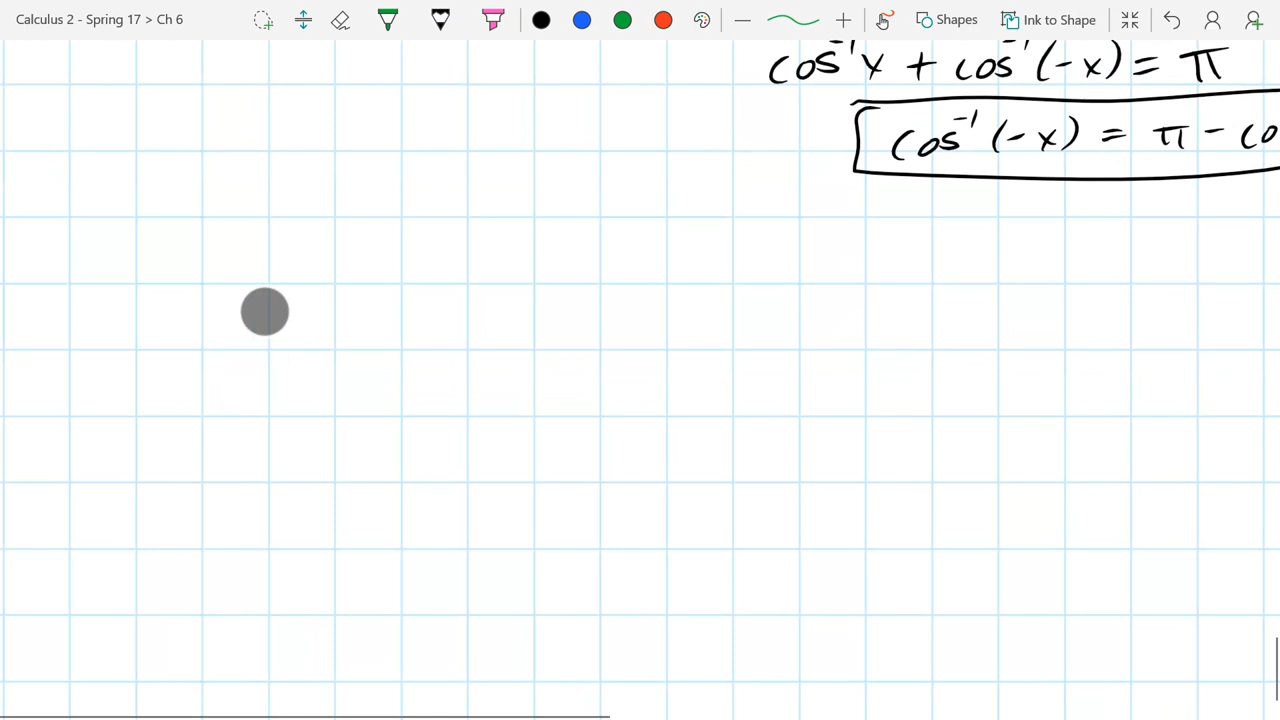 Calculus 2 - Spring 17 > Ch 6
Shapes
Ink to Shape
cos⁻¹x + cos⁻¹(-x) = π
cos⁻¹(-x) = π - co